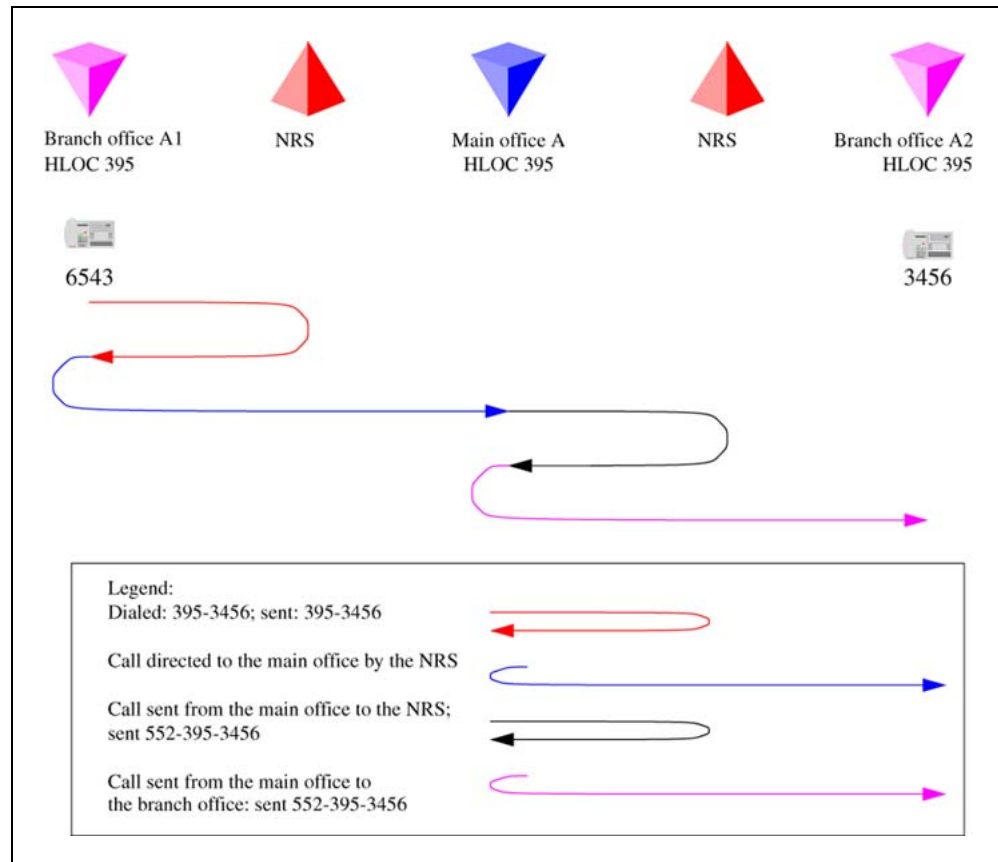 Branch office A1
HLOC 395
NRS
Main office A
HLOC 395
NRS
Branch office A2
HLOC 395
6543
3456
Legend:
Dialed: 395-3456; sent: 395-3456
Call directed to the main office by the NRS
Call sent from the main office to the NRS;
sent 552-395-3456
Call sent from the main office to
the branch office: sent 552-395-3456